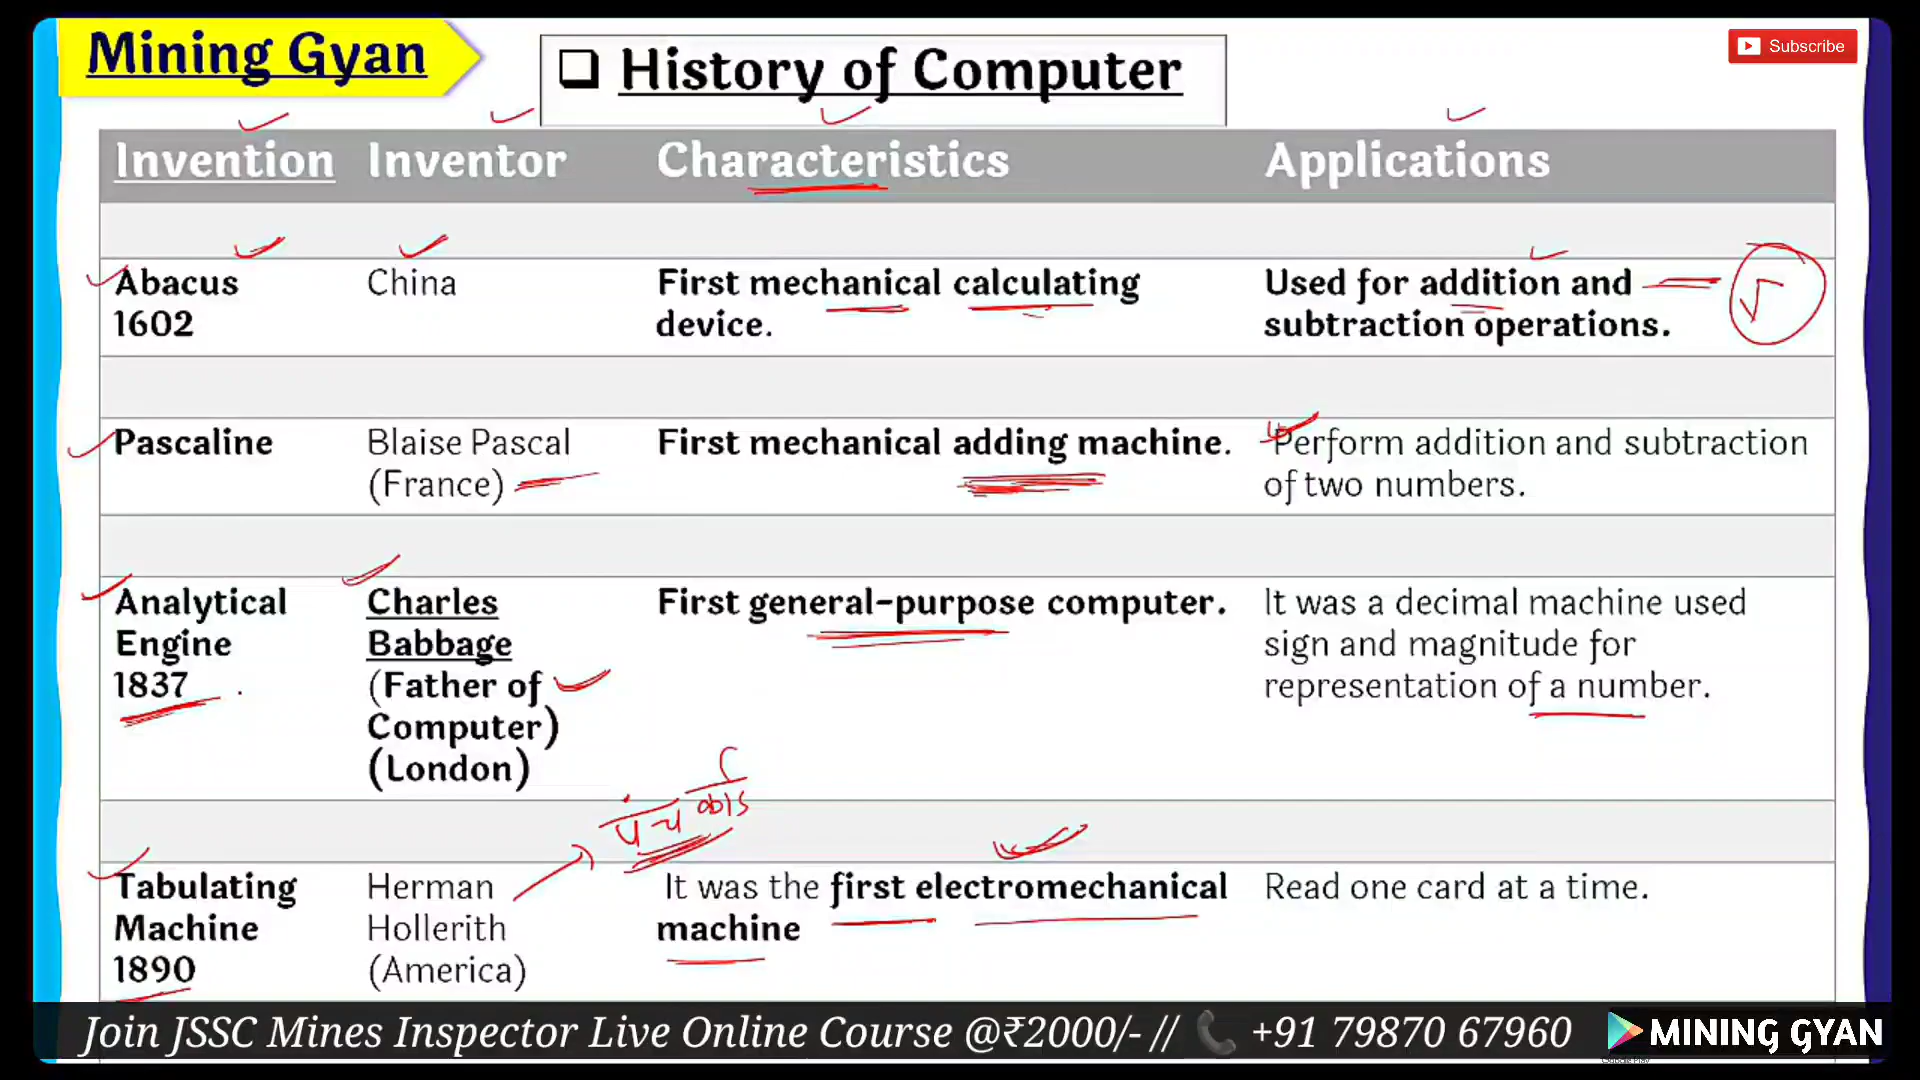 Mining Gyan
History of Computer
Subscribe
Invention Inventor Characteristics Applications
Abacus
1602
China
First mechanical calculating
device.
Used for addition and
subtraction operations.
Pascaline
Blaise Pascal
(France)
First mechanical adding machine.
Perform addition and subtraction
of two numbers.
Analytical
Engine
1837
Charles
Babbage
(Father of
Computer)
(London)
First general-purpose computer.
It was a decimal machine used
sign and magnitude for
representation of a number.
Tabulating
Machine
1890
Herman
Hollerith
(America)
It was the first electromechanical
machine
Read one card at a time.
Join JSSC Mines Inspector Live Online Course @₹2000/- // 📞 +91 79870 67960
MINING GYAN
Google Play